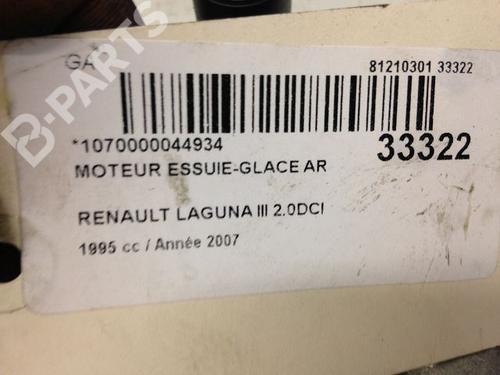 GA
81210301 33322
*1070000044934
33322
MOTEUR ESSUIE-GLACE AR
RENAULT LAGUNA III 2.0DCI
1995 cc / Année 2007
B-PARTS